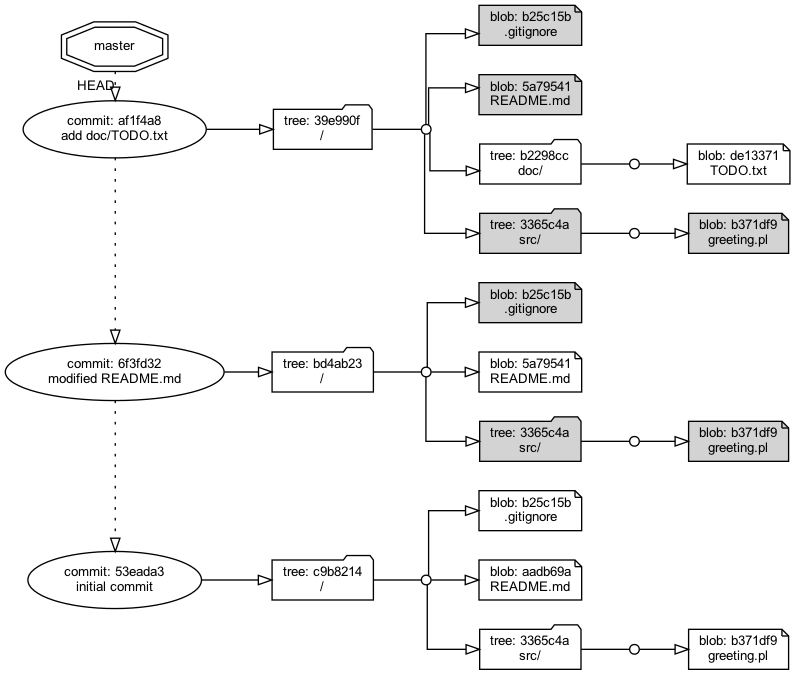 master
HEAD
commit: af1f4a8
add doc/TODO.txt
tree: 39e990f
/
blob: b25c15b
.gitignore
blob: 5a79541
README.md
tree: b2298cc
doc/
blob: de13371
TODO.txt
tree: 3365c4a
src/
blob: b371df9
greeting.pl
commit: 6f3fd32
modified README.md
tree: bd4ab23
/
blob: b25c15b
.gitignore
blob: 5a79541
README.md
tree: 3365c4a
src/
blob: b371df9
greeting.pl
commit: 53eada3
initial commit
tree: c9b8214
/
blob: b25c15b
.gitignore
blob: aadb69a
README.md
tree: 3365c4a
src/
blob: b371df9
greeting.pl